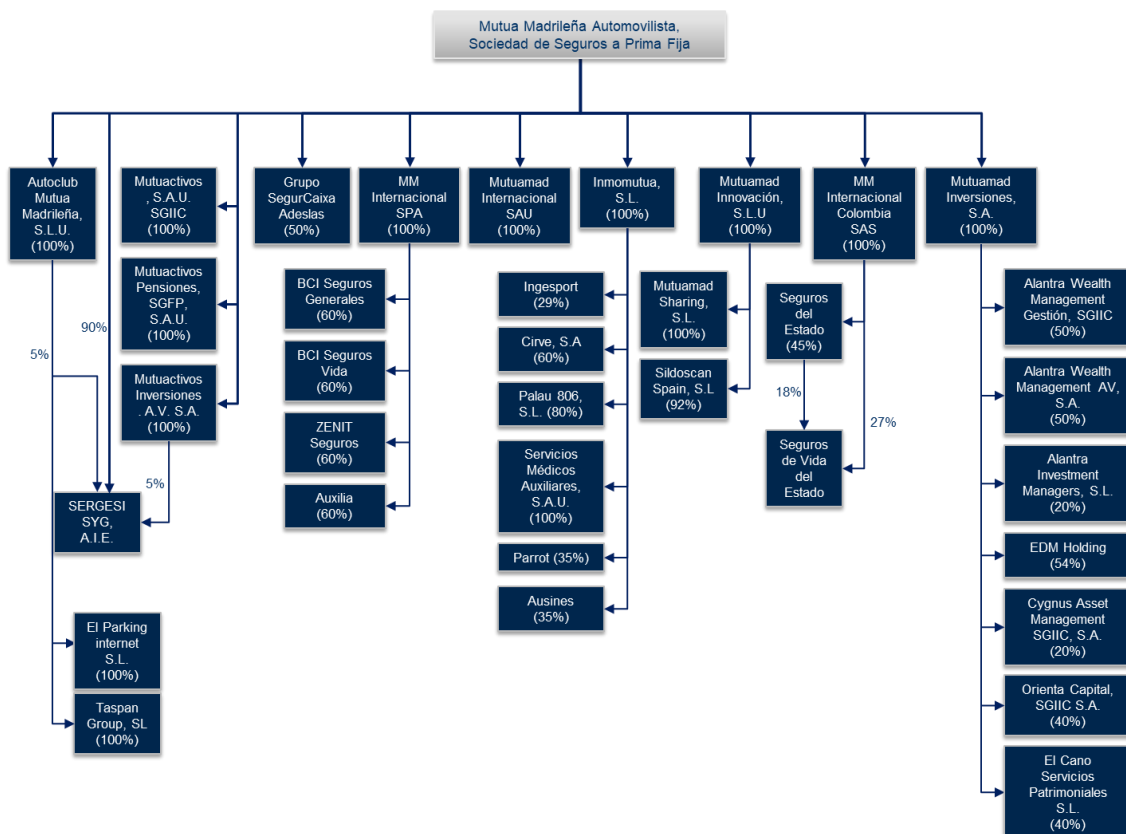 Mutua Madrileña Automovilista,
Sociedad de Seguros a Prima Fija
Autoclub
Mutua
Madrileña,
S.L.U.
(100%)
Mutuactivos
, S.A.U.
SGIIC
(100%)
Mutuactivos
Pensiones,
SGFP,
S.A.U.
(100%)
Mutuactivos
Inversiones
. A.V. S.A.
(100%)
90%
5%
5%
SERGESI
SYG,
A.I.E.
El Parking
internet
S.L.
(100%)
Taspan
Group, SL
(100%)
Grupo
SegurCaixa
Adeslas
(50%)
MM
Internacional
SPA
(100%)
BCI Seguros
Generales
(60%)
BCI Seguros
Vida
(60%)
ZENIT
Seguros
(60%)
Auxilia
(60%)
Mutuamad
Internacional
SAU
(100%)
Inmomutua,
S.L.
(100%)
Ingesport
(29%)
Cirve, S.A
(60%)
Palau 806,
S.L. (80%)
Servicios
Médicos
Auxiliares,
S.A.U.
(100%)
Parrot (35%)
Ausines
(35%)
Mutuamad
Innovación,
S.L.U
(100%)
Mutuamad
Sharing,
S.L.
(100%)
Sildoscan
Spain, S.L
(92%)
MM
Internacional
Colombia
SAS
(100%)
Seguros
del
Estado
(45%)
18%
27%
Seguros
de Vida
del
Estado
Mutuamad
Inversiones,
S.A.
(100%)
Alantra Wealth
Management
Gestión, SGIIC
(50%)
Alantra Wealth
Management AV,
S.A.
(50%)
Alantra
Investment
Managers, S.L.
(20%)
EDM Holding
(54%)
Cygnus Asset
Management
SGIIC, S.A.
(20%)
Orienta Capital,
SGIIC S.A.
(40%)
El Cano
Servicios
Patrimoniales
S.L.
(40%)